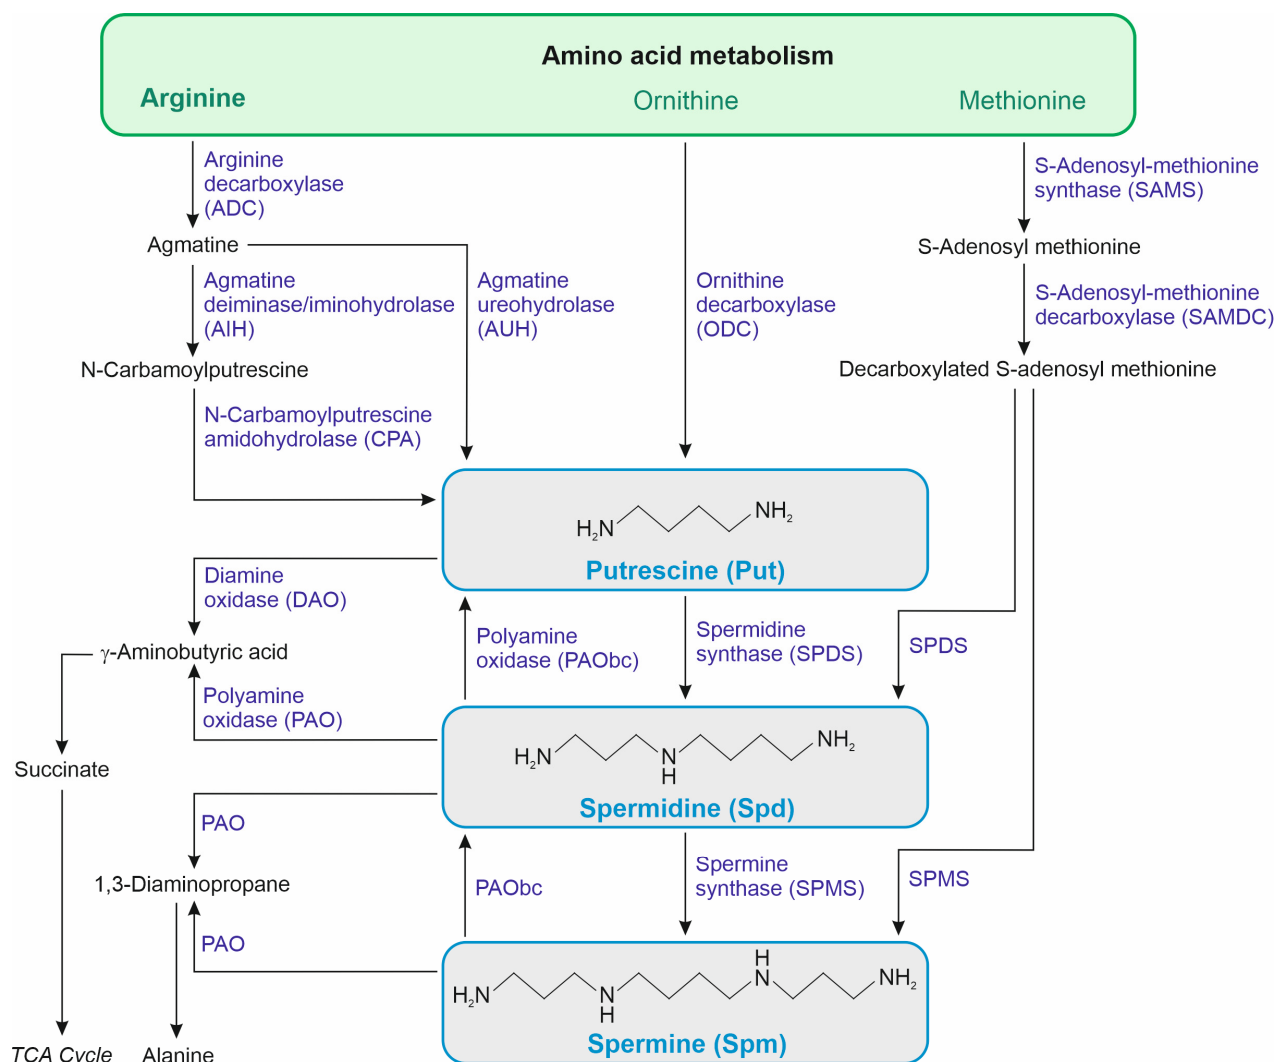 Amino acid metabolism
Arginine
Ornithine
Methionine
Arginine
decarboxylase
(ADC)
S-Adenosyl-methionine
synthase (SAMS)
Agmatine
S-Adenosyl methionine
Agmatine
deiminase/iminohydrolase
(AIH)
Agmatine
ureohydrolase
(AUH)
Ornithine
decarboxylase
(ODC)
S-Adenosyl-methionine
decarboxylase (SAMDC)
N-Carbamoylputrescine
Decarboxylated S-adenosyl methionine
N-Carbamoylputrescine
amidohydrolase (CPA)
H₂N
NH₂
Putrescine (Put)
Diamine
oxidase (DAO)
Polyamine
oxidase (PAObc)
Spermidine
synthase (SPDS)
SPDS
γ-Aminobutyric acid
Polyamine
oxidase (PAO)
H₂N
N
H
NH₂
Spermidine (Spd)
Succinate
PAO
1,3-Diaminopropane
PAObc
Spermine
synthase (SPMS)
SPMS
PAO
H₂N
N
H
H
N
NH₂
Spermine (Spm)
TCA Cycle
Alanine